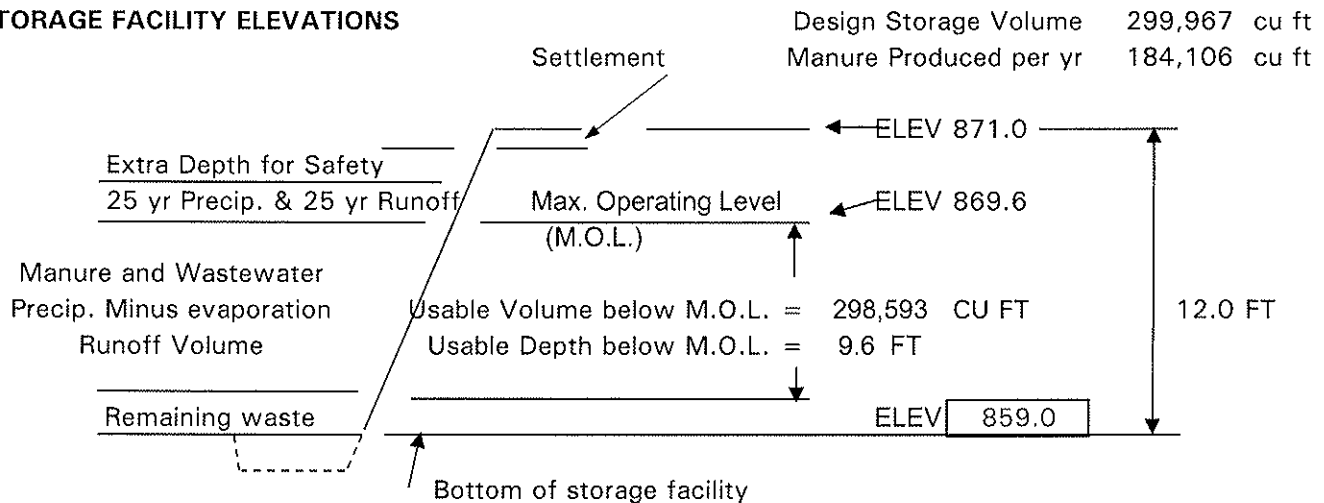 TORAGE FACILITY ELEVATIONS
Design Storage Volume 299,967 cu ft
Settlement Manure Produced per yr 184,106 cu ft
ELEV 871.0
Extra Depth for Safety
25 yr Precip. & 25 yr Runoff Max. Operating Level ELEV 869.6
(M.O.L.)
Manure and Wastewater
Precip. Minus evaporation Usable Volume below M.O.L. = 298,593 CU FT 12.0 FT
Runoff Volume Usable Depth below M.O.L. = 9.6 FT
Remaining waste ELEV 859.0
Bottom of storage facility